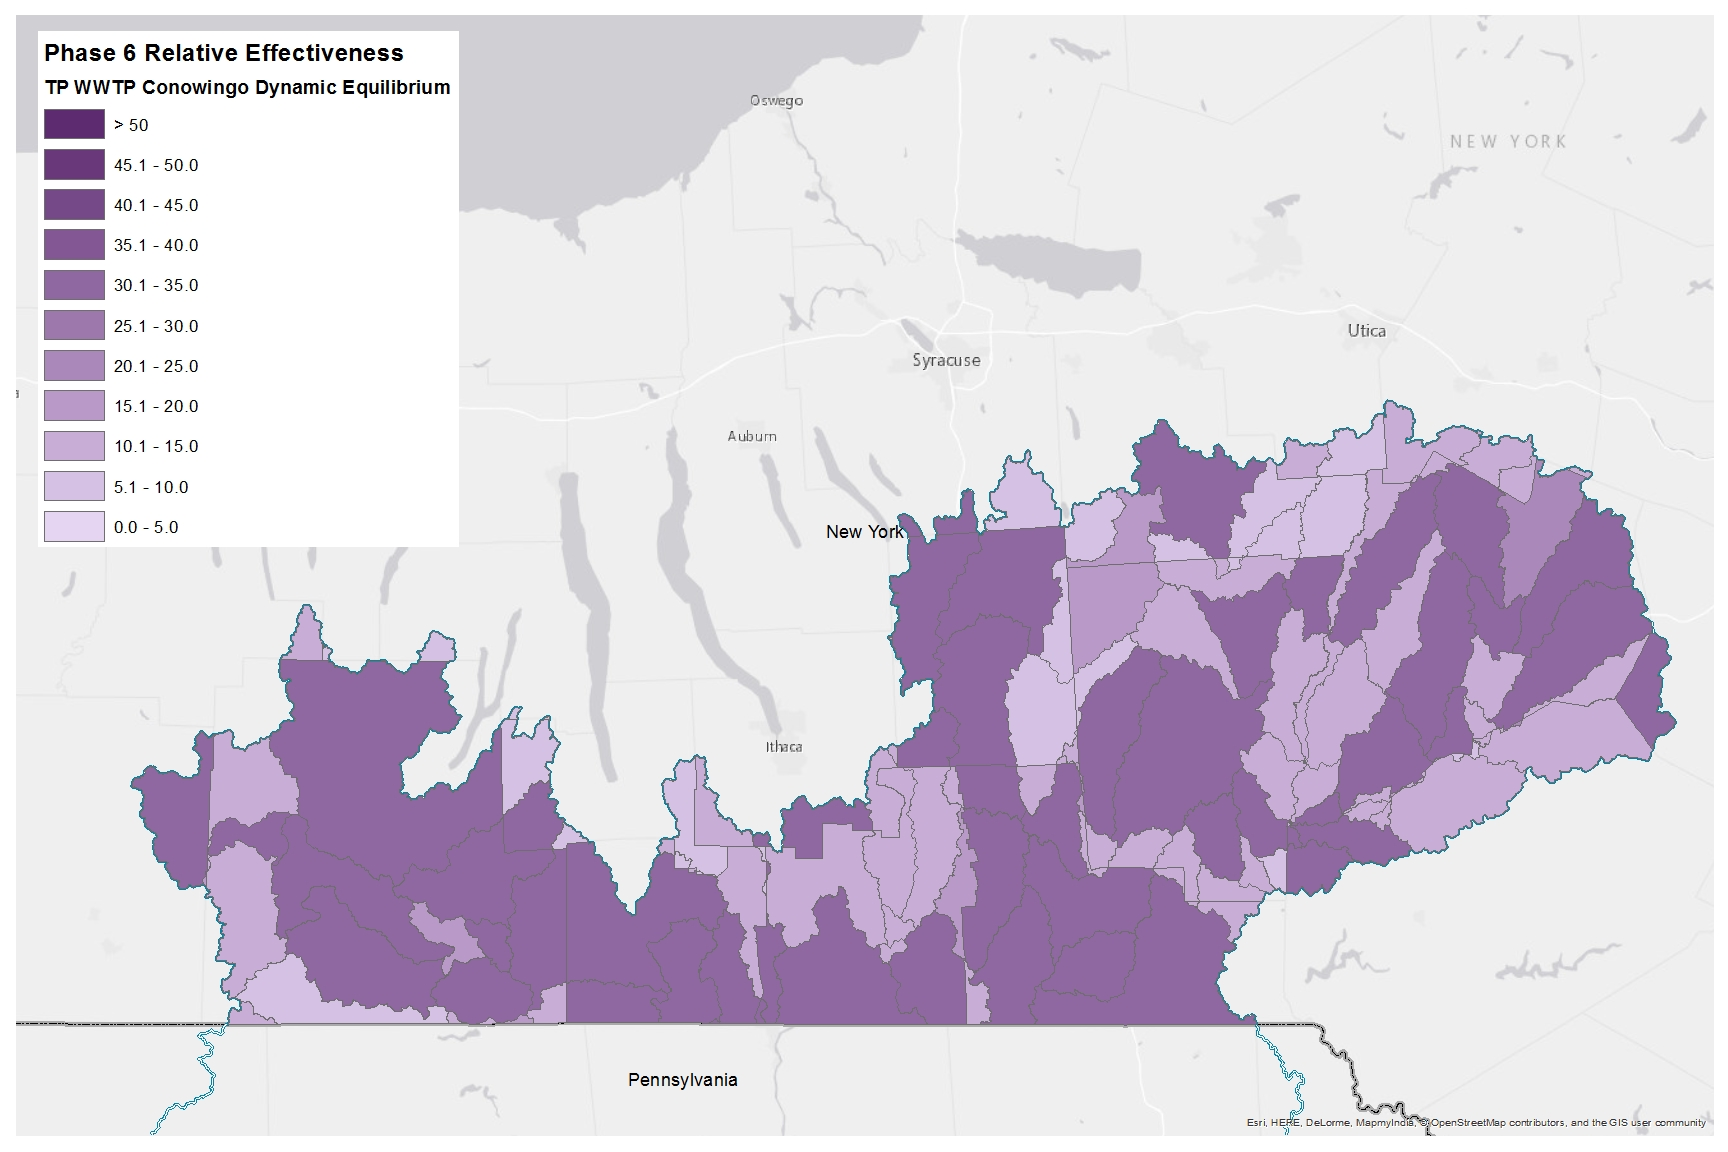 Phase 6 Relative Effectiveness
TP WWTP Conowingo Dynamic Equilibrium
> 50
45.1 - 50.0
40.1 - 45.0
35.1 - 40.0
30.1 - 35.0
25.1 - 30.0
20.1 - 25.0
15.1 - 20.0
10.1 - 15.0
5.1 - 10.0
0.0 - 5.0
Oswego
NEW YORK
Utica
Syracuse
Auburn
New York
Ithaca
Pennsylvania
Esri, HERE, DeLorme, MapmyIndia, © OpenStreetMap contributors, and the GIS user community